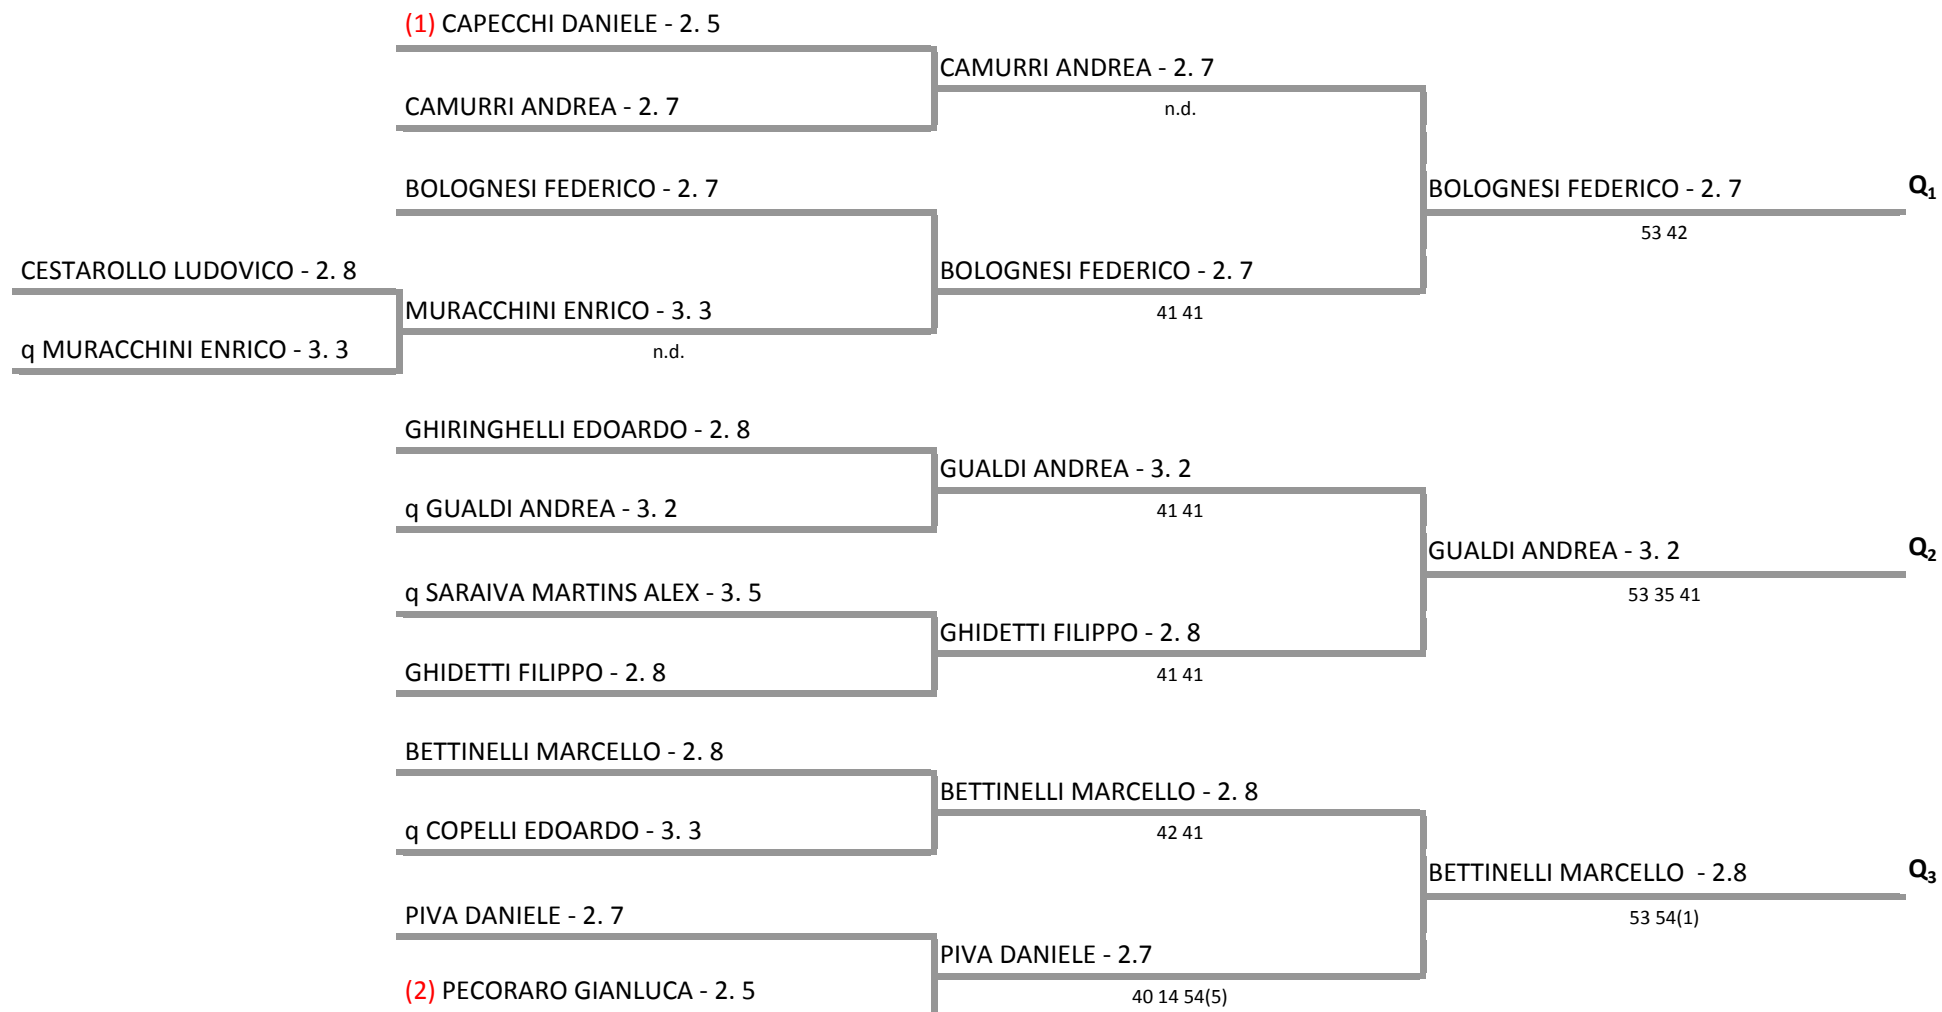 (1) CAPECCHI DANIELE - 2. 5
CAMURRI ANDREA - 2. 7
CAMURRI ANDREA - 2. 7
n.d.
BOLOGNESI FEDERICO - 2. 7
BOLOGNESI FEDERICO - 2. 7
Q1
53 42
CESTAROLLO LUDOVICO - 2. 8
BOLOGNESI FEDERICO - 2. 7
MURACCHINI ENRICO - 3. 3
41 41
q MURACCHINI ENRICO - 3. 3
n.d.
GHIRINGHELLI EDOARDO - 2. 8
GUALDI ANDREA - 3. 2
q GUALDI ANDREA - 3. 2
41 41
GUALDI ANDREA - 3. 2
Q2
q SARAIVA MARTINS ALEX - 3. 5
53 35 41
GHIDETTI FILIPPO - 2. 8
GHIDETTI FILIPPO - 2. 8
41 41
BETTINELLI MARCELLO - 2. 8
BETTINELLI MARCELLO - 2. 8
q COPELLI EDOARDO - 3. 3
42 41
BETTINELLI MARCELLO  - 2.8
Q3
PIVA DANIELE - 2. 7
53 54(1)
PIVA DANIELE - 2.7
(2) PECORARO GIANLUCA - 2. 5
40 14 54(5)